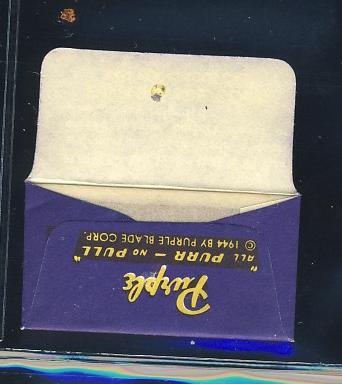 Purple
"ALL PURR — NO PULL"
© 1944 BY PURPLE BLADE CORP.